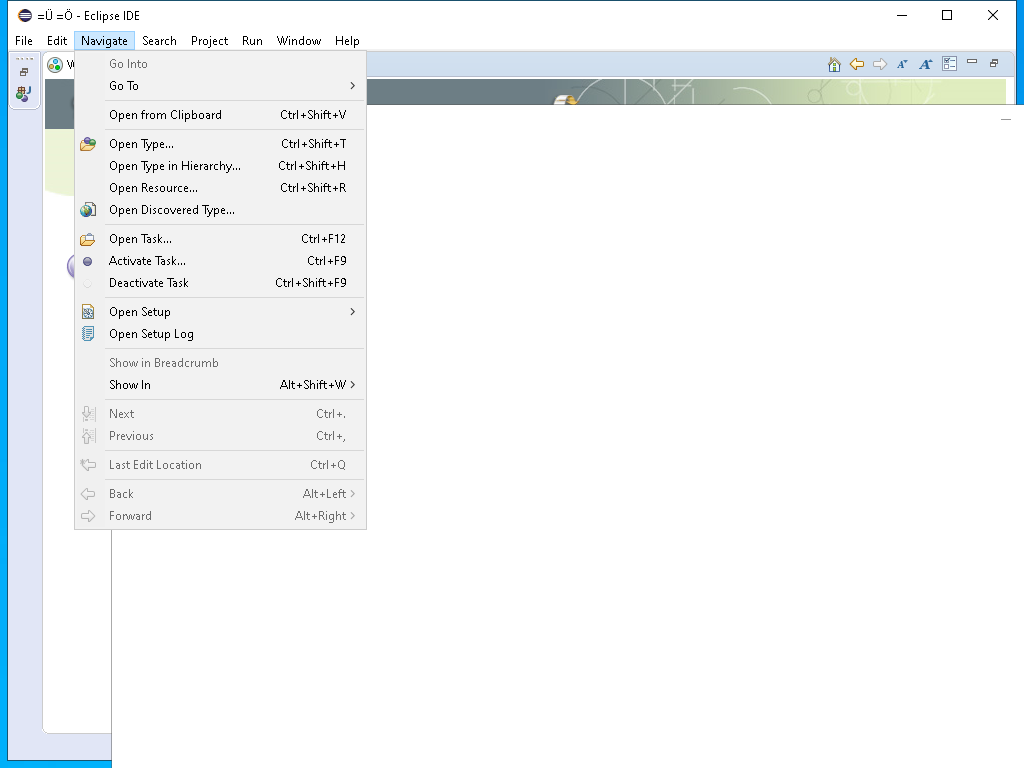 =Ü =Ö - Eclipse IDE
File Edit Navigate Search Project Run Window Help
Go Into
Go To
Open from Clipboard Ctrl+Shift+V
Open Type... Ctrl+Shift+T
Open Type in Hierarchy... Ctrl+Shift+H
Open Resource... Ctrl+Shift+R
Open Discovered Type...
Open Task... Ctrl+F12
Activate Task... Ctrl+F9
Deactivate Task Ctrl+Shift+F9
Open Setup
Open Setup Log
Show in Breadcrumb
Show In Alt+Shift+W
Next Ctrl+.
Previous Ctrl+,
Last Edit Location Ctrl+Q
Back Alt+Left
Forward Alt+Right